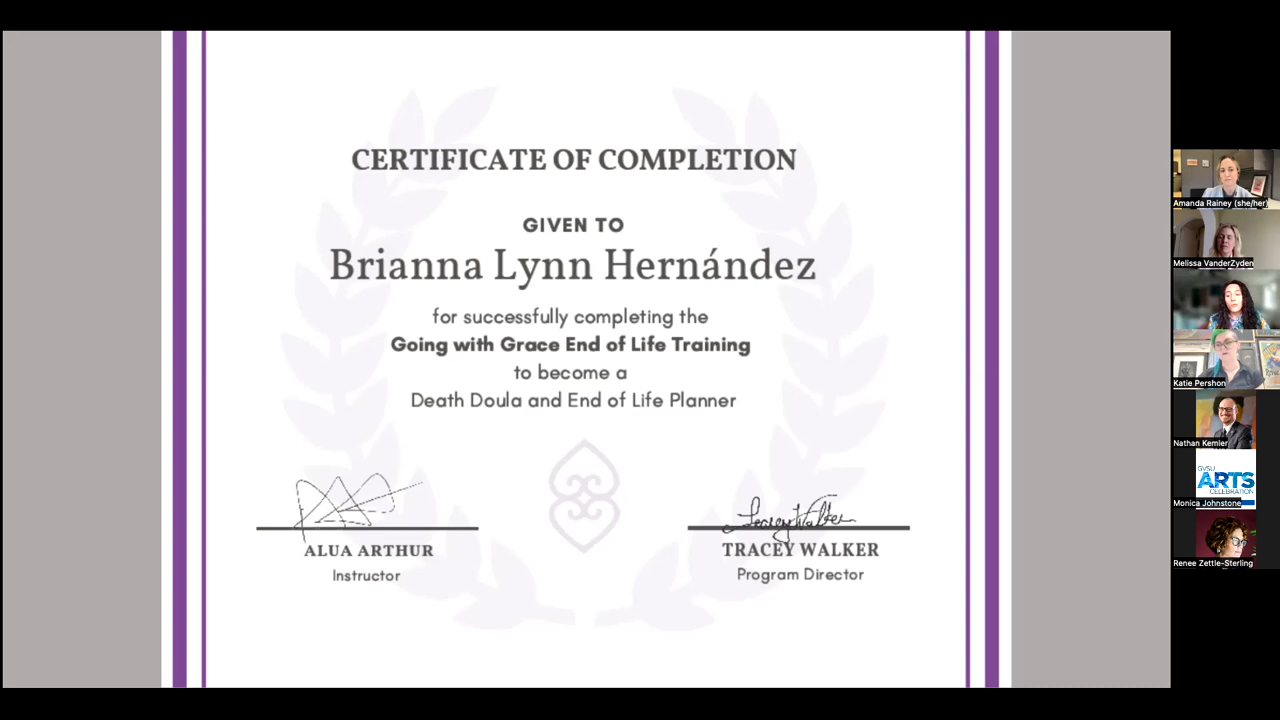 CERTIFICATE OF COMPLETION
GIVEN TO
Brianna Lynn Hernández
for successfully completing the
Going with Grace End of Life Training
to become a
Death Doula and End of Life Planner
Tracey Walker
ALUA ARTHUR
TRACEY WALKER
Instructor
Program Director
Amanda Rainey (she/her)
Melissa VanderZyden
Katie Pershon
Nathan Kemler
GVSU
ARTS
CELEBRATION
Monica Johnstone
Renee Zettle-Sterling